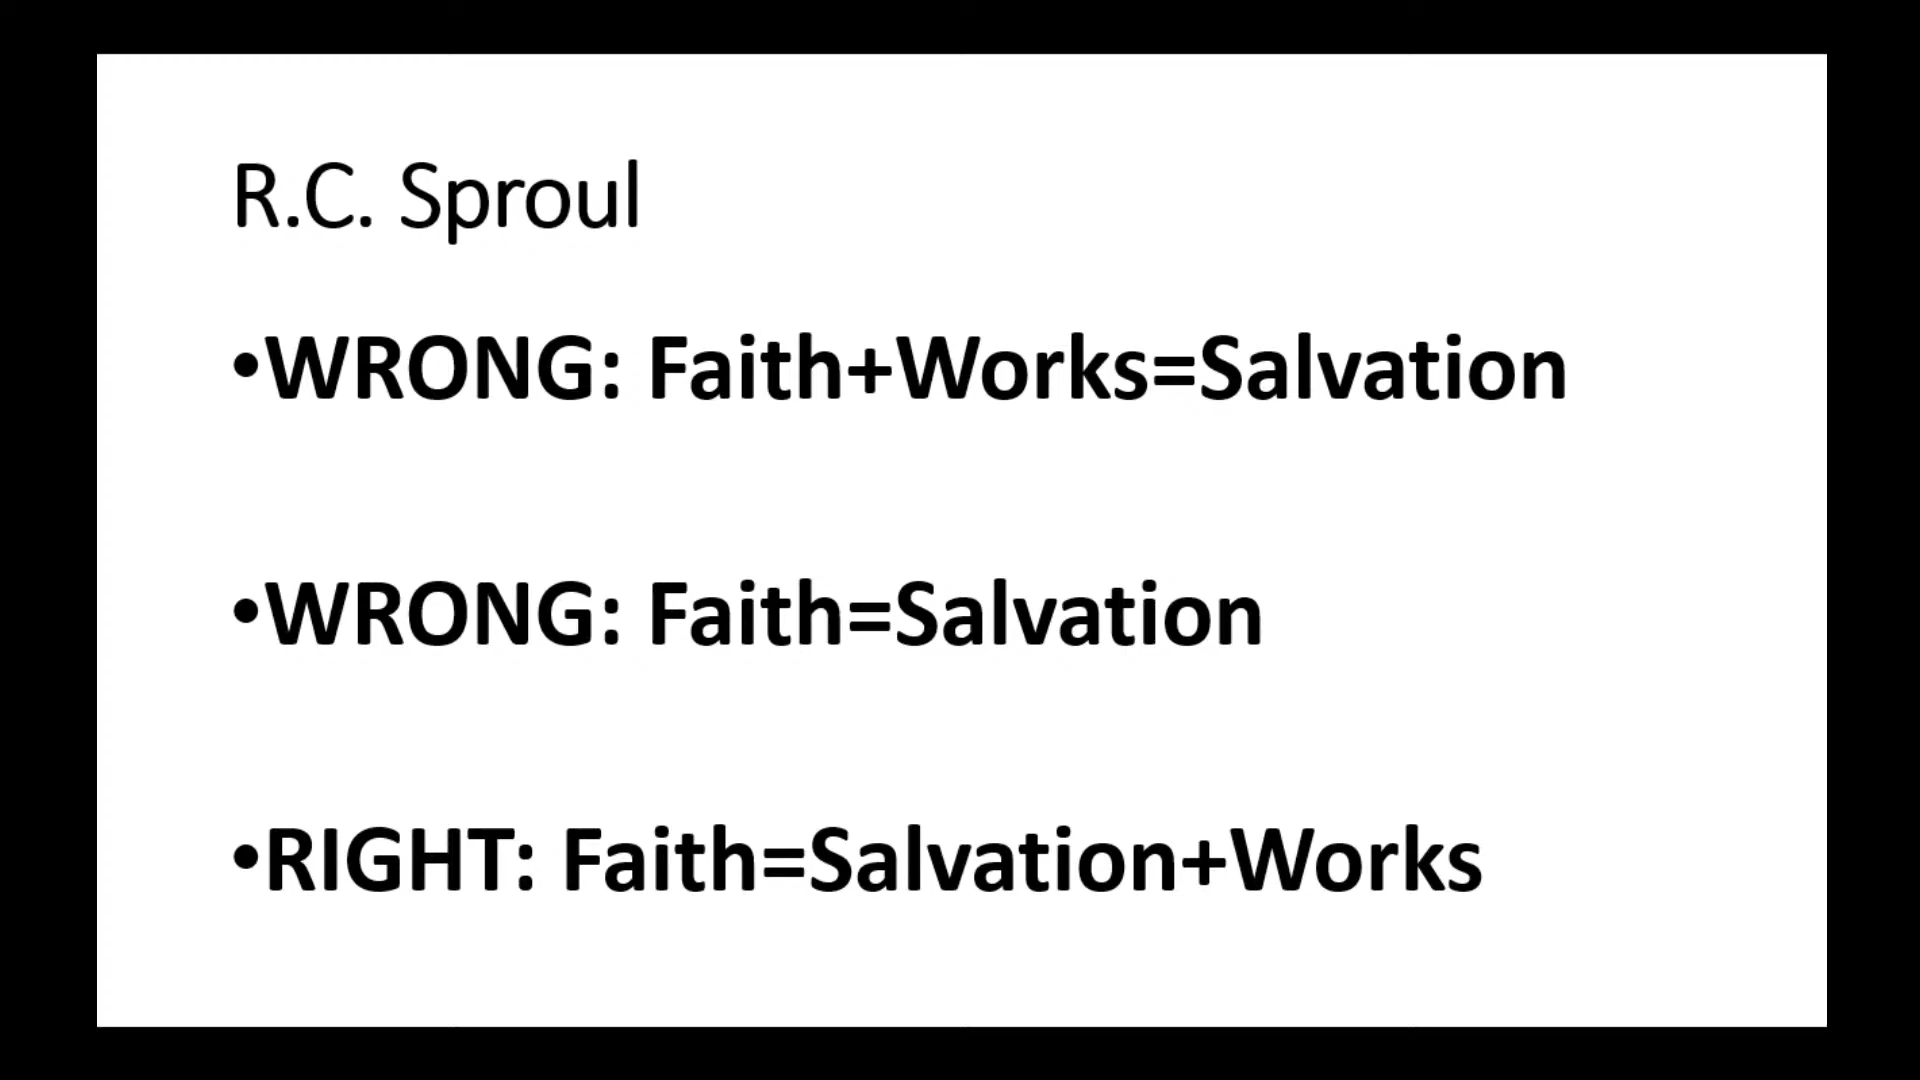 R.C. Sproul
•WRONG: Faith+Works=Salvation
•WRONG: Faith=Salvation
•RIGHT: Faith=Salvation+Works